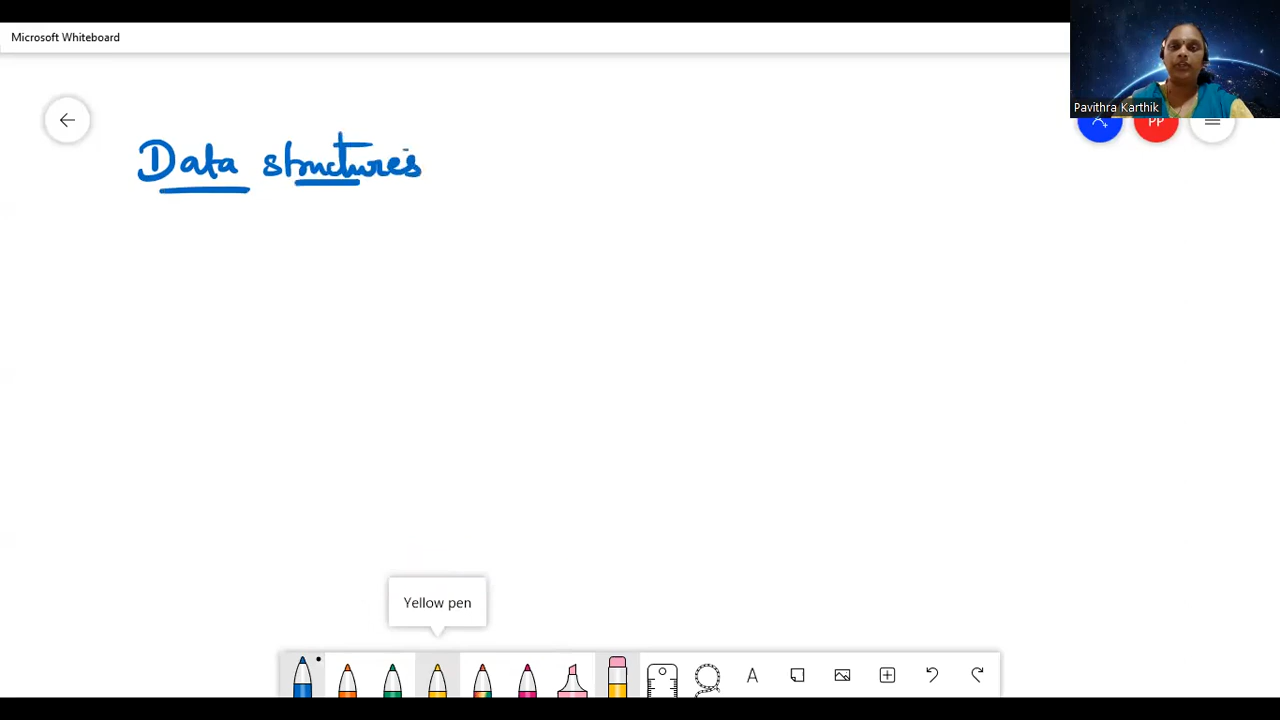 Microsoft Whiteboard
Pavithra Karthik
PP
Data structures
Yellow pen
A